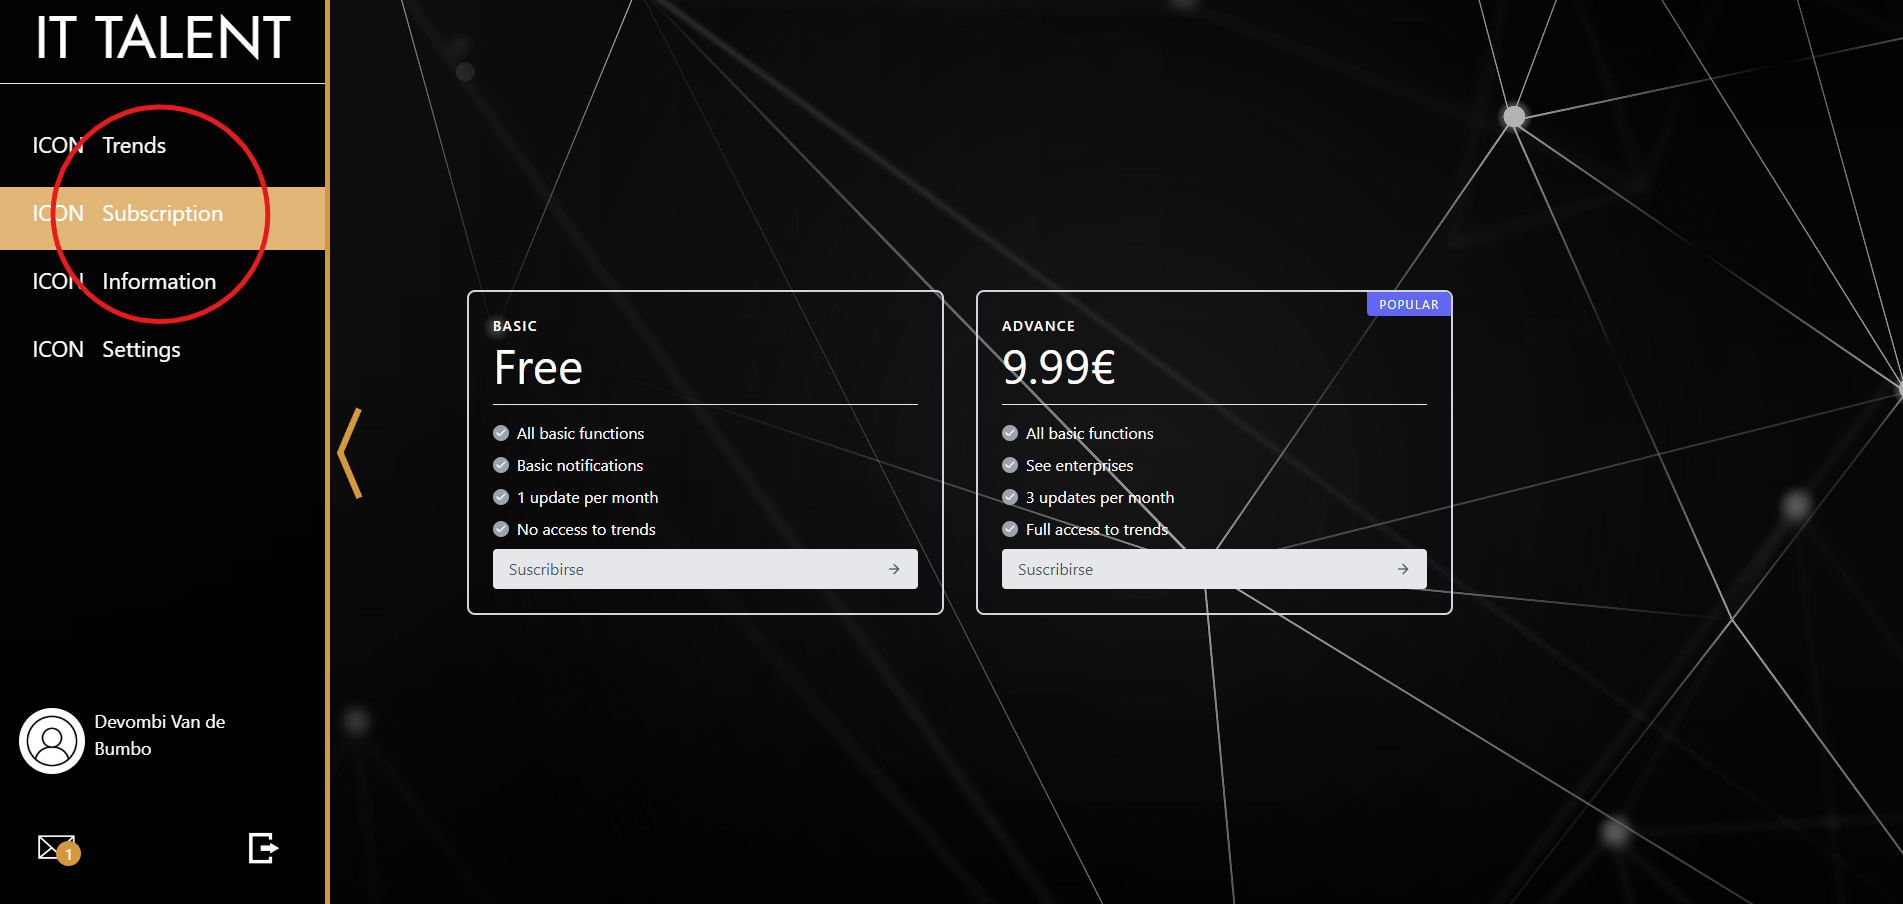 IT TALENT
ICON Trends
ICON Subscription
ICON Information
ICON Settings
Devombi Van de
Bumbo
1
BASIC
Free
All basic functions
Basic notifications
1 update per month
No access to trends
Suscribirse
POPULAR
ADVANCE
9.99€
All basic functions
See enterprises
3 updates per month
Full access to trends
Suscribirse